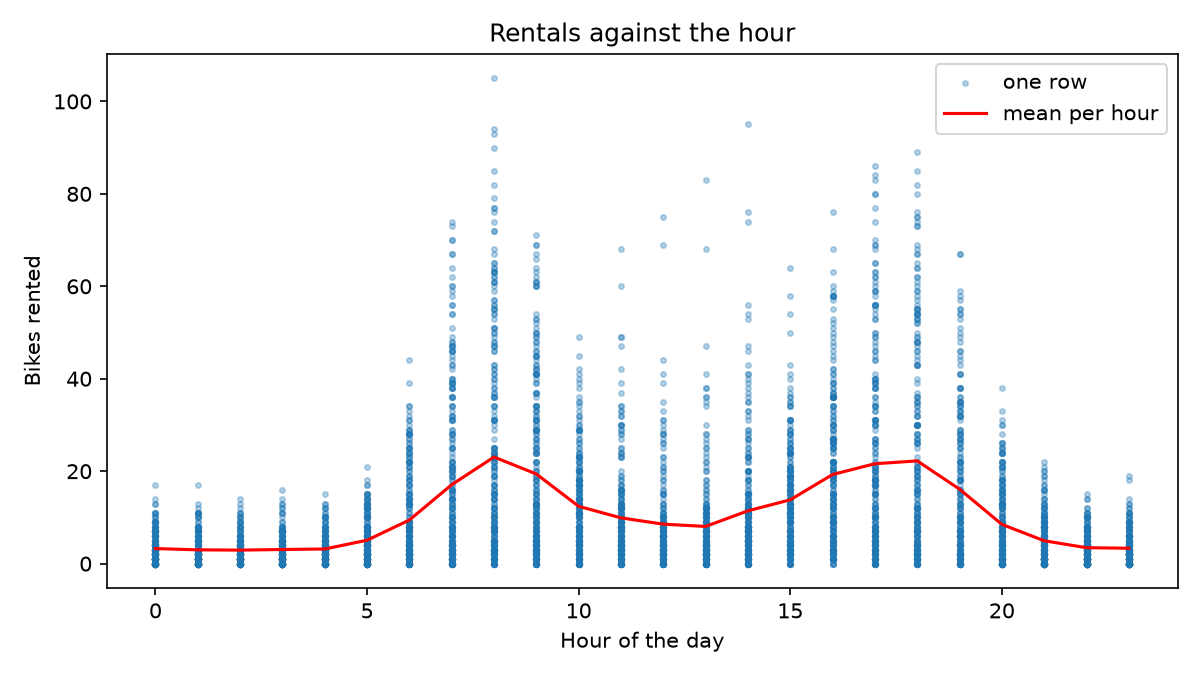 Rentals against the hour
one row
mean per hour
100
80
60
40
20
0
Bikes rented
0 5 10 15 20
Hour of the day